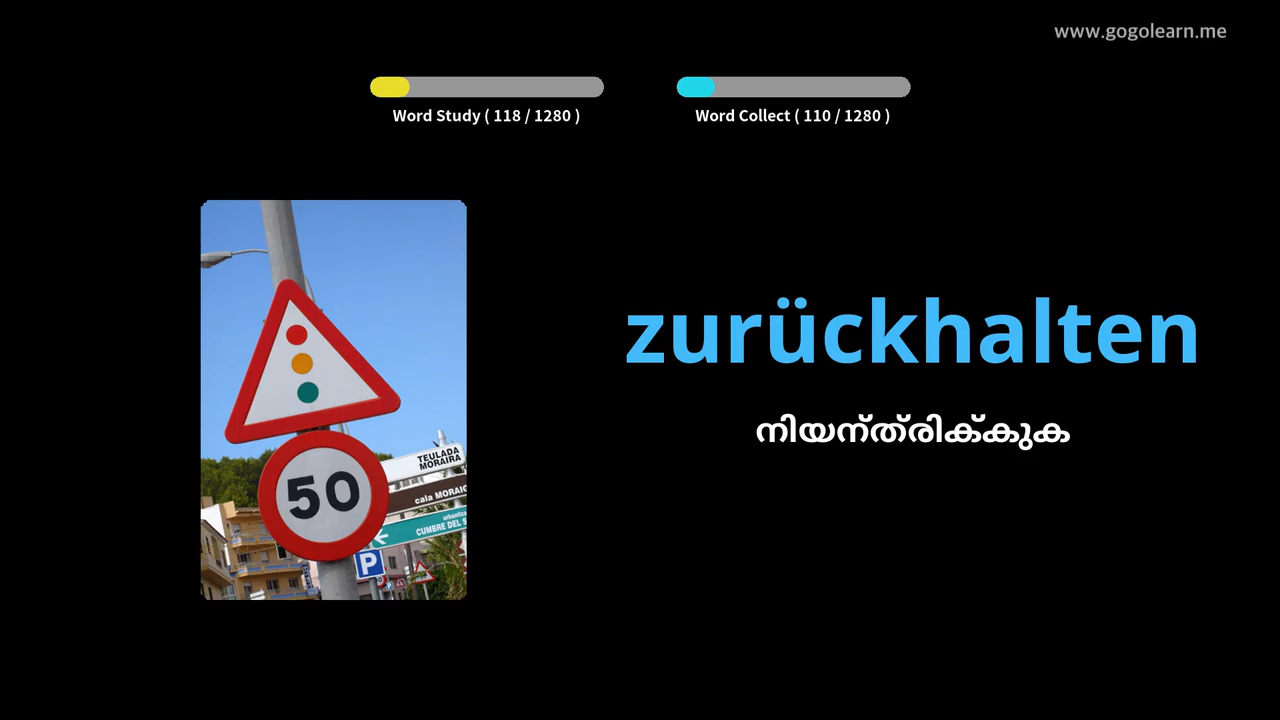 www.gogolearn.me
Word Study ( 118 / 1280 )
Word Collect ( 110 / 1280 )
zurückhalten
നിയന്ത്രിക്കുക
TEULADA
MORAIRA
cala
CUMBRE DEL
50
P